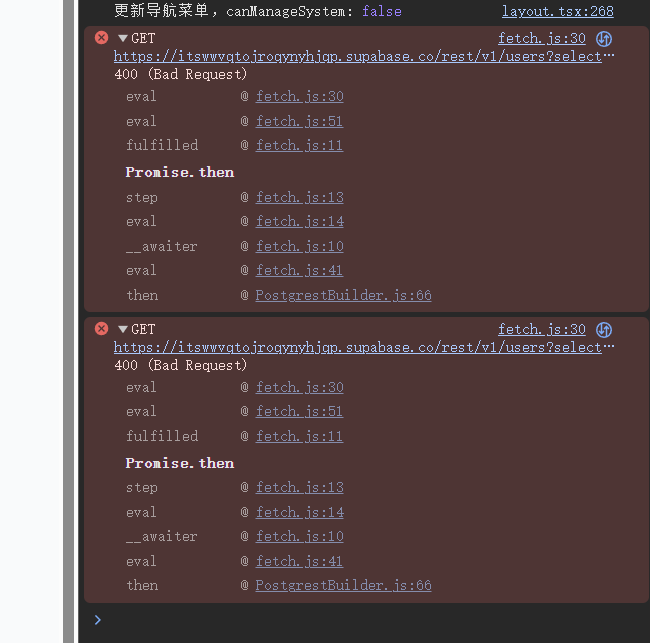 更新导航菜单，canManageSystem: false layout.tsx:268
GET fetch.js:30
https://itswwvqtojroqynyhjqp.supabase.co/rest/v1/users?select…
400 (Bad Request)
eval @ fetch.js:30
eval @ fetch.js:51
fulfilled @ fetch.js:11
Promise.then
step @ fetch.js:13
eval @ fetch.js:14
__awaiter @ fetch.js:10
eval @ fetch.js:41
then @ PostgrestBuilder.js:66
GET fetch.js:30
https://itswwvqtojroqynyhjqp.supabase.co/rest/v1/users?select…
400 (Bad Request)
eval @ fetch.js:30
eval @ fetch.js:51
fulfilled @ fetch.js:11
Promise.then
step @ fetch.js:13
eval @ fetch.js:14
__awaiter @ fetch.js:10
eval @ fetch.js:41
then @ PostgrestBuilder.js:66